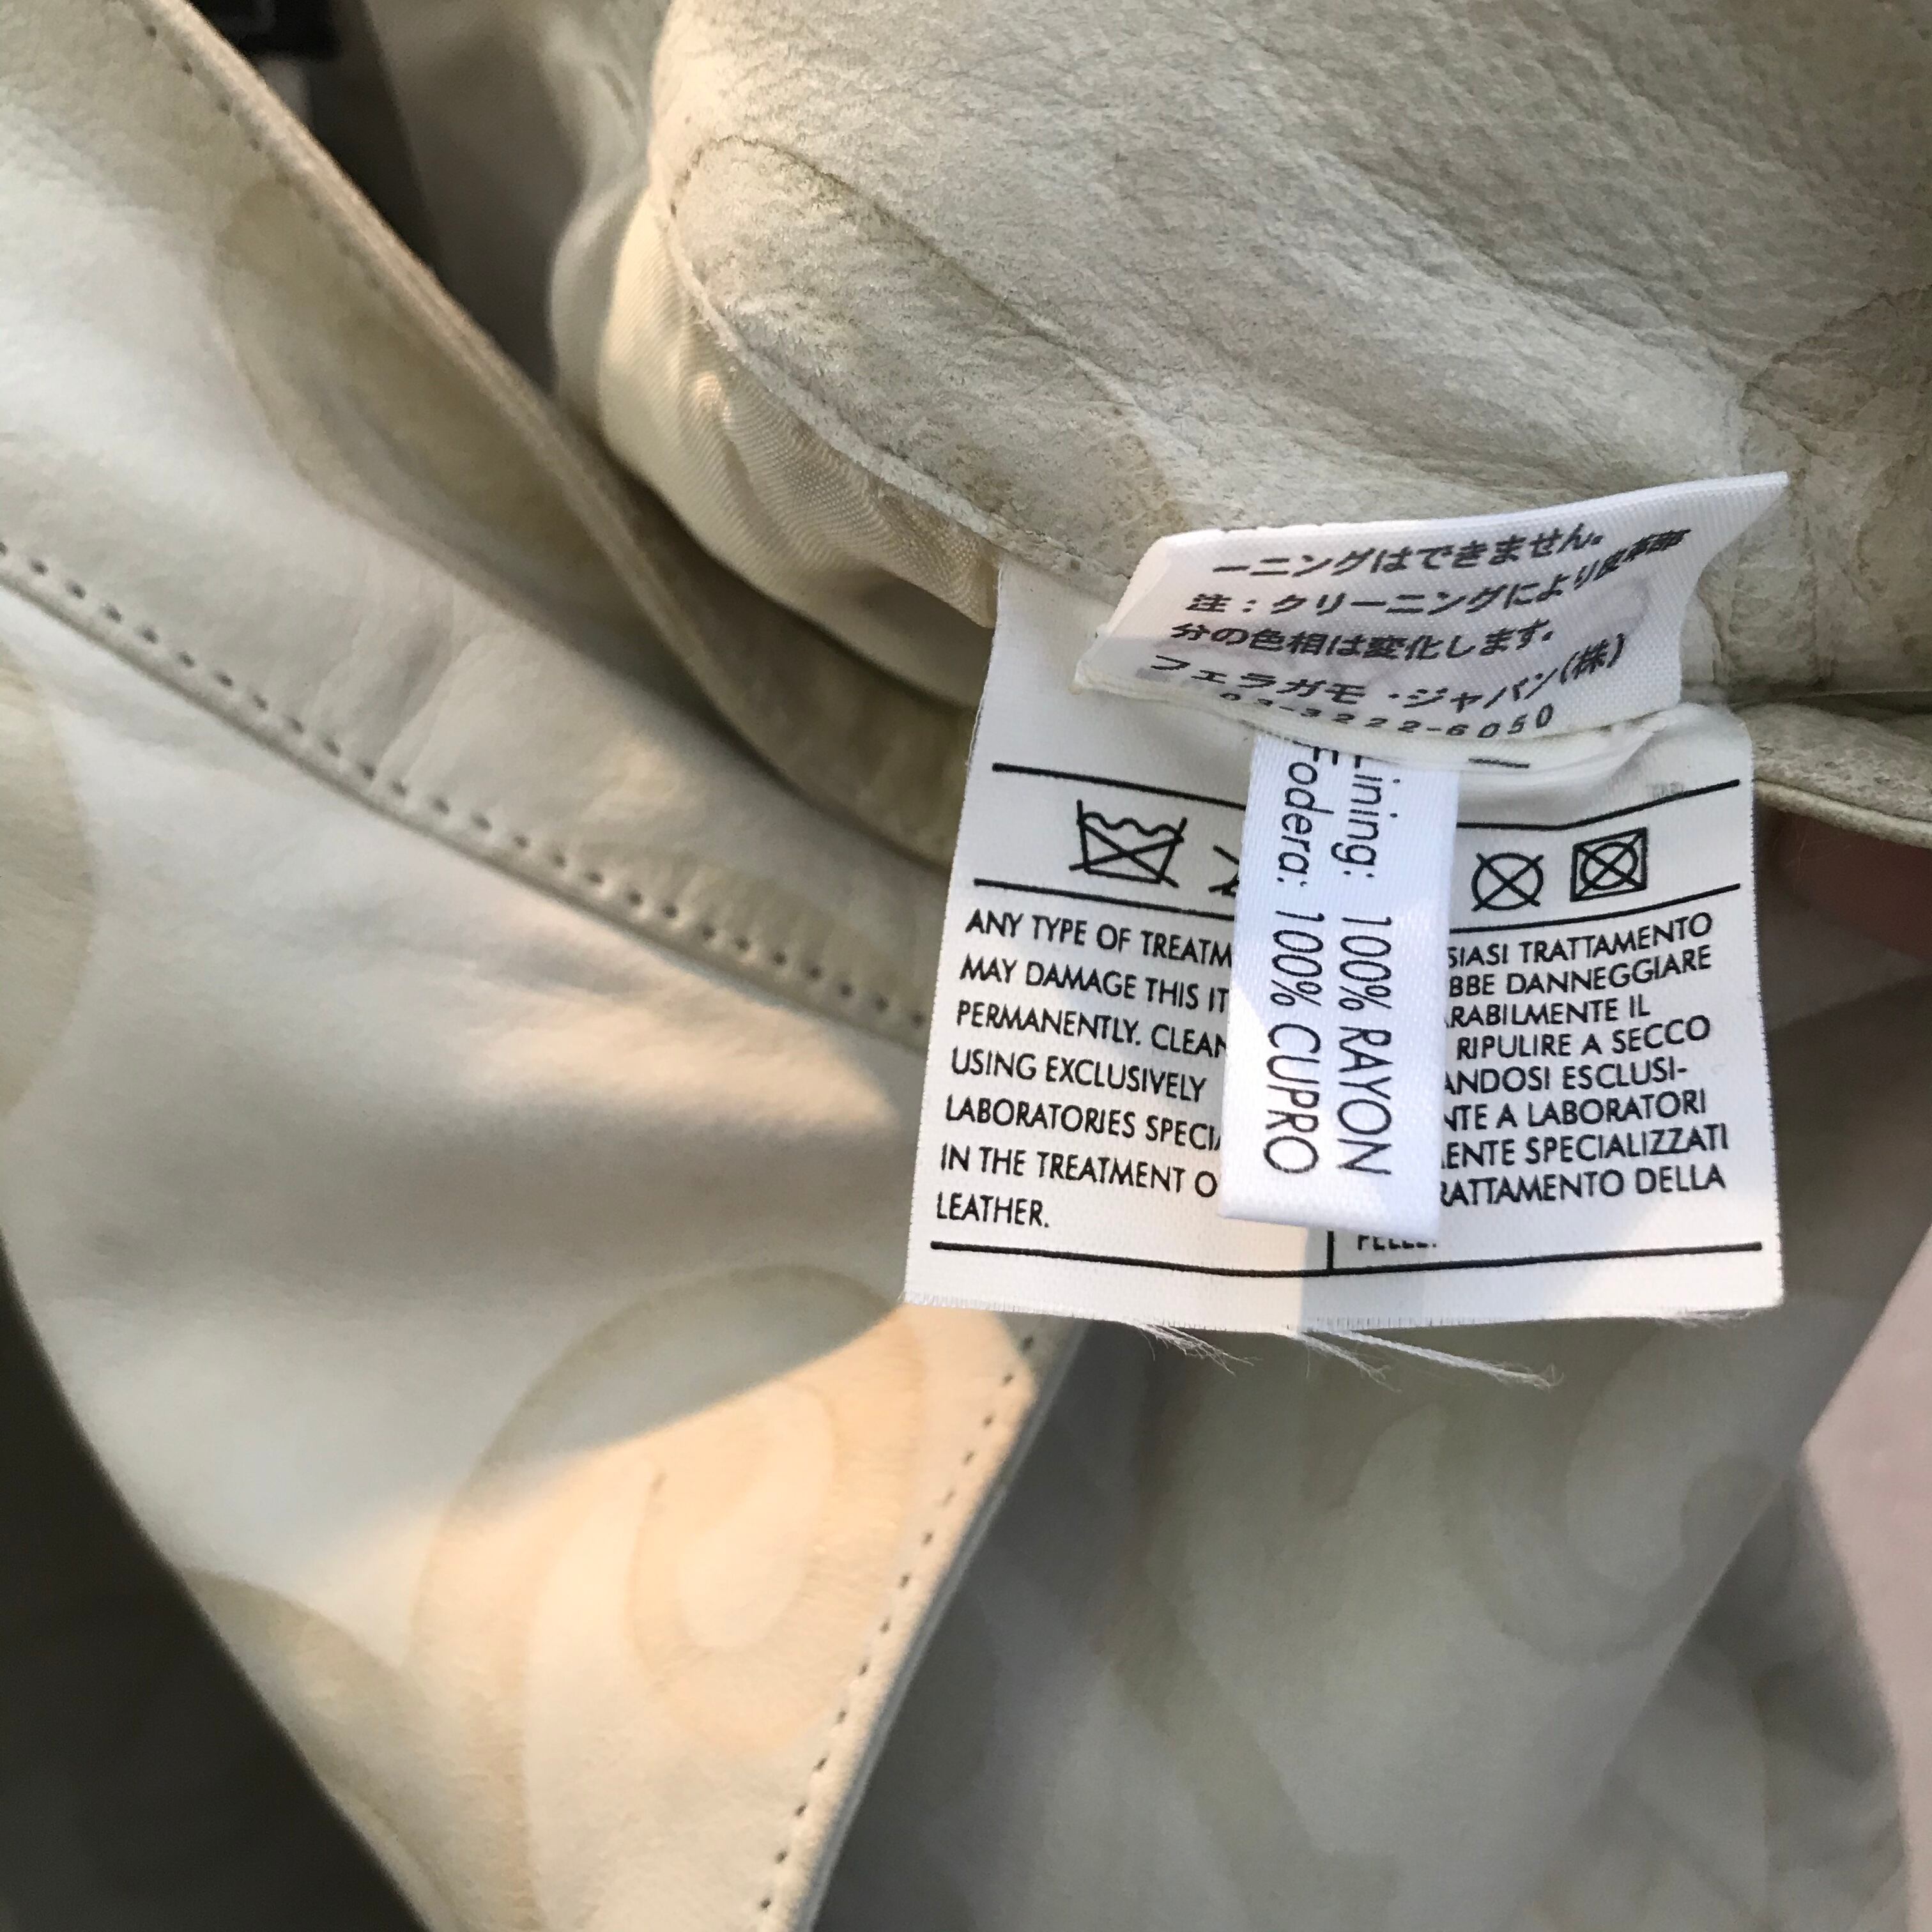 ーニングはできません。
注:クリーニングにより皮革部
分の色相は変化します。
フェラガモ・ジャパン(株)
03-3222-6050
Lining: 100% RAYON
Fodera: 100% CUPRO
ANY TYPE OF TREATM
MAY DAMAGE THIS IT
PERMANENTLY. CLEAN
USING EXCLUSIVELY
LABORATORIES SPECIA
IN THE TREATMENT O
LEATHER.
SIASI TRATTAMENTO
BBE DANNEGGIARE
ARABILMENTE IL
RIPULIRE A SECCO
ANDOSI ESCLUSI-
NTE A LABORATORI
ENTE SPECIALIZZATI
RATTAMENTO DELLA
PELLE.